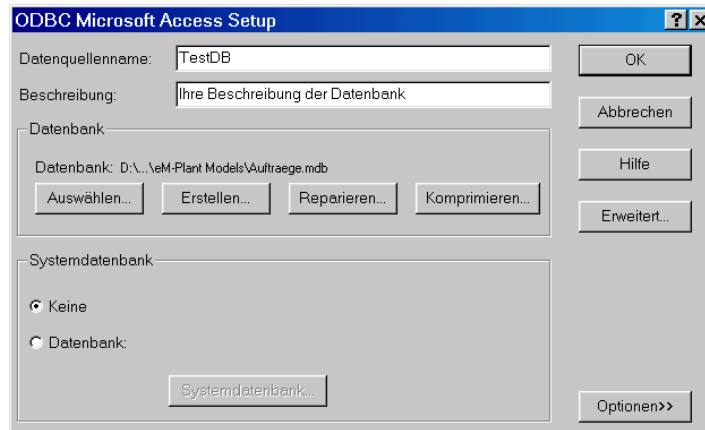 ODBC Microsoft Access Setup
Datenquellenname: TestDB
OK
Beschreibung: Ihre Beschreibung der Datenbank
Abbrechen
Datenbank
Datenbank: D:\...\eM-Plant Models\Auftraege.mdb
Hilfe
Auswählen... Erstellen... Reparieren... Komprimieren...
Erweitert...
Systemdatenbank
Keine
Datenbank:
Systemdatenbank...
Optionen>>